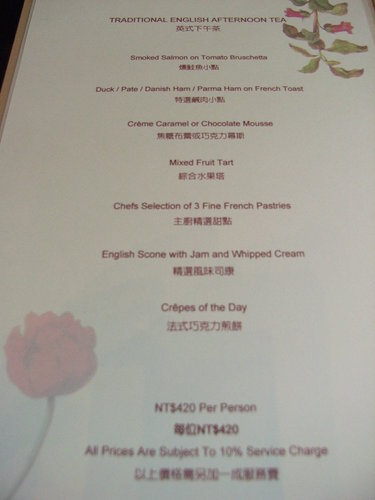 TRADITIONAL ENGLISH AFTERNOON TEA
英式下午茶
Smoked Salmon on Tomato Bruschetta
燻鮭魚小點
Duck / Pate / Danish Ham / Parma Ham on French Toast
特選鹹肉小點
Crème Caramel or Chocolate Mousse
焦糖布蕾或巧克力慕斯
Mixed Fruit Tart
綜合水果塔
Chefs Selection of 3 Fine French Pastries
主廚精選甜點
English Scone with Jam and Whipped Cream
精選風味司康
Crêpes of the Day
法式巧克力煎餅
NT$420 Per Person
每位NT$420
All Prices Are Subject To 10% Service Charge
以上價格需另加一成服務費